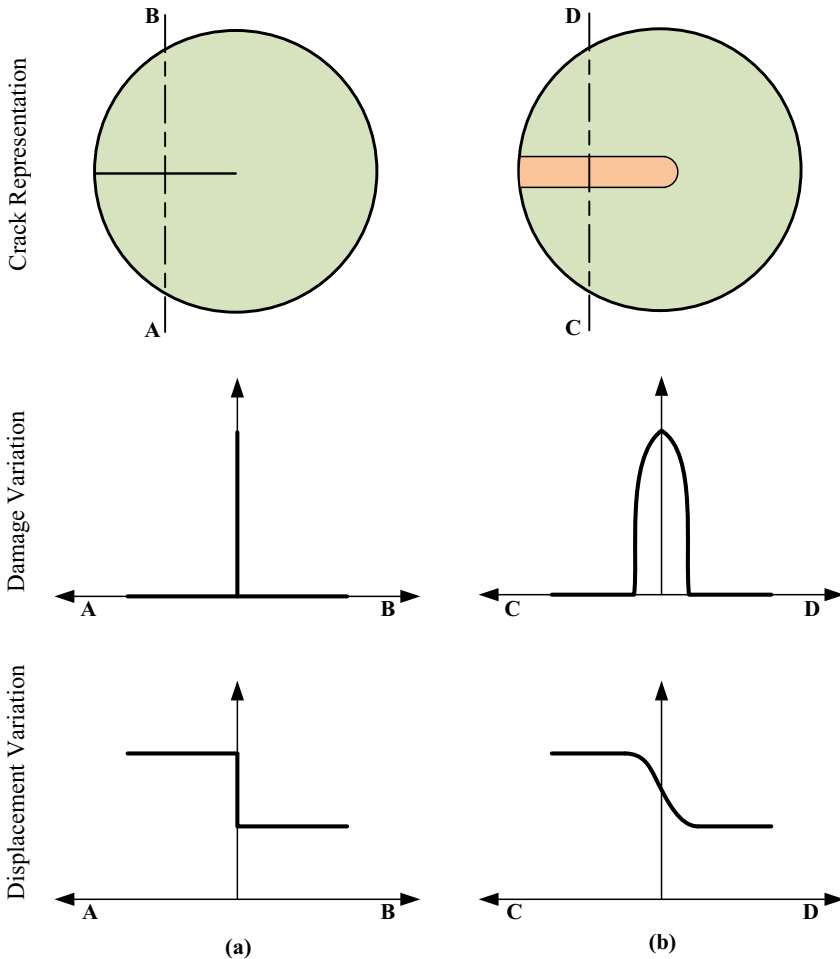 Crack Representation
B
A
D
C
Damage Variation
A
B
C
D
Displacement Variation
A
B
C
D
(a)
(b)